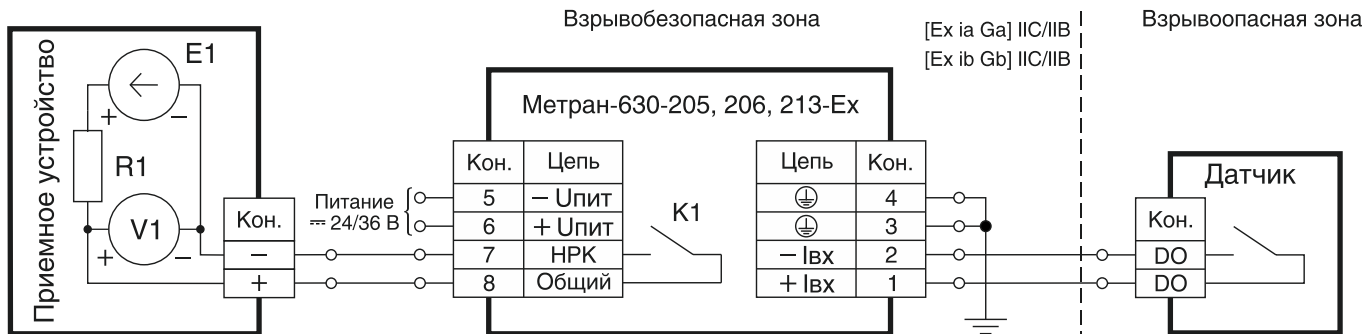 Взрывобезопасная зона
Взрывоопасная зона
[Ex ia Ga] IIC/IIB
[Ex ib Gb] IIC/IIB
Приемное устройство
E1
+ −
R1
V1
+ −
Кон.
−
+
Питание
⎓ 24/36 В
Метран-630-205, 206, 213-Ex
Кон. Цепь
5 − Uпит
6 + Uпит
7 НРК
8 Общий
K1
Цепь Кон.
⏚ 4
⏚ 3
− Iвх 2
+ Iвх 1
Датчик
Кон.
DO
DO